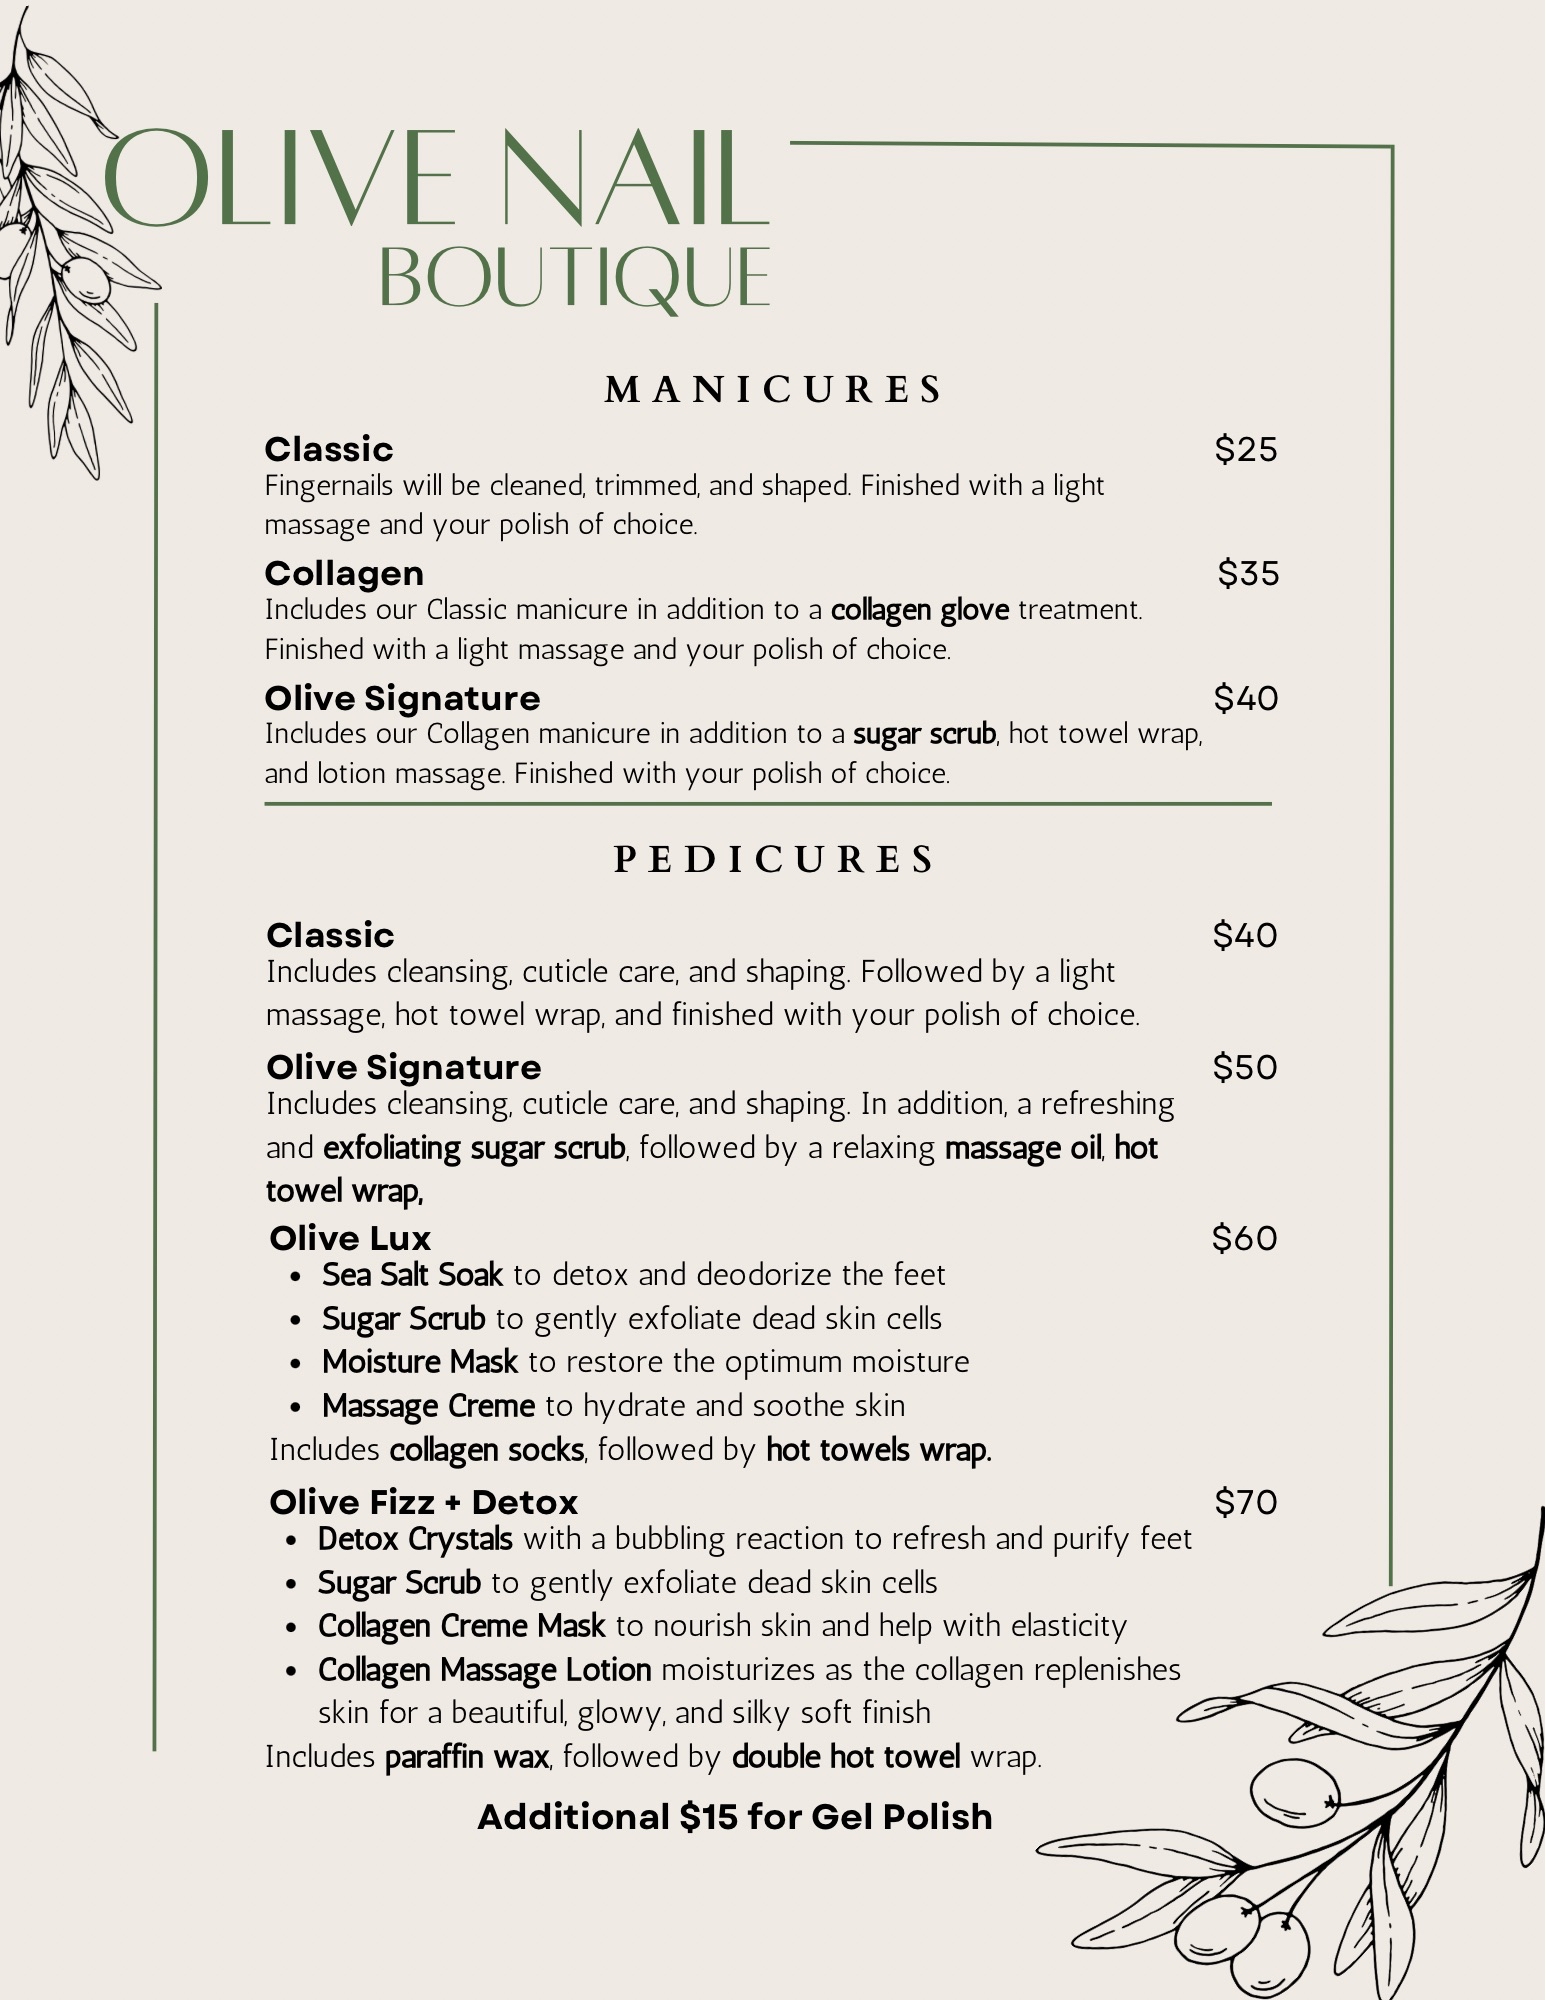 OLIVE NAIL
BOUTIQUE
MANICURES
Classic $25
Fingernails will be cleaned, trimmed, and shaped. Finished with a light
massage and your polish of choice.
Collagen $35
Includes our Classic manicure in addition to a collagen glove treatment.
Finished with a light massage and your polish of choice.
Olive Signature $40
Includes our Collagen manicure in addition to a sugar scrub, hot towel wrap,
and lotion massage. Finished with your polish of choice.
PEDICURES
Classic $40
Includes cleansing, cuticle care, and shaping. Followed by a light
massage, hot towel wrap, and finished with your polish of choice.
Olive Signature $50
Includes cleansing, cuticle care, and shaping. In addition, a refreshing
and exfoliating sugar scrub, followed by a relaxing massage oil, hot
towel wrap,
Olive Lux $60
• Sea Salt Soak to detox and deodorize the feet
• Sugar Scrub to gently exfoliate dead skin cells
• Moisture Mask to restore the optimum moisture
• Massage Creme to hydrate and soothe skin
Includes collagen socks, followed by hot towels wrap.
Olive Fizz + Detox $70
• Detox Crystals with a bubbling reaction to refresh and purify feet
• Sugar Scrub to gently exfoliate dead skin cells
• Collagen Creme Mask to nourish skin and help with elasticity
• Collagen Massage Lotion moisturizes as the collagen replenishes
skin for a beautiful, glowy, and silky soft finish
Includes paraffin wax, followed by double hot towel wrap.
Additional $15 for Gel Polish